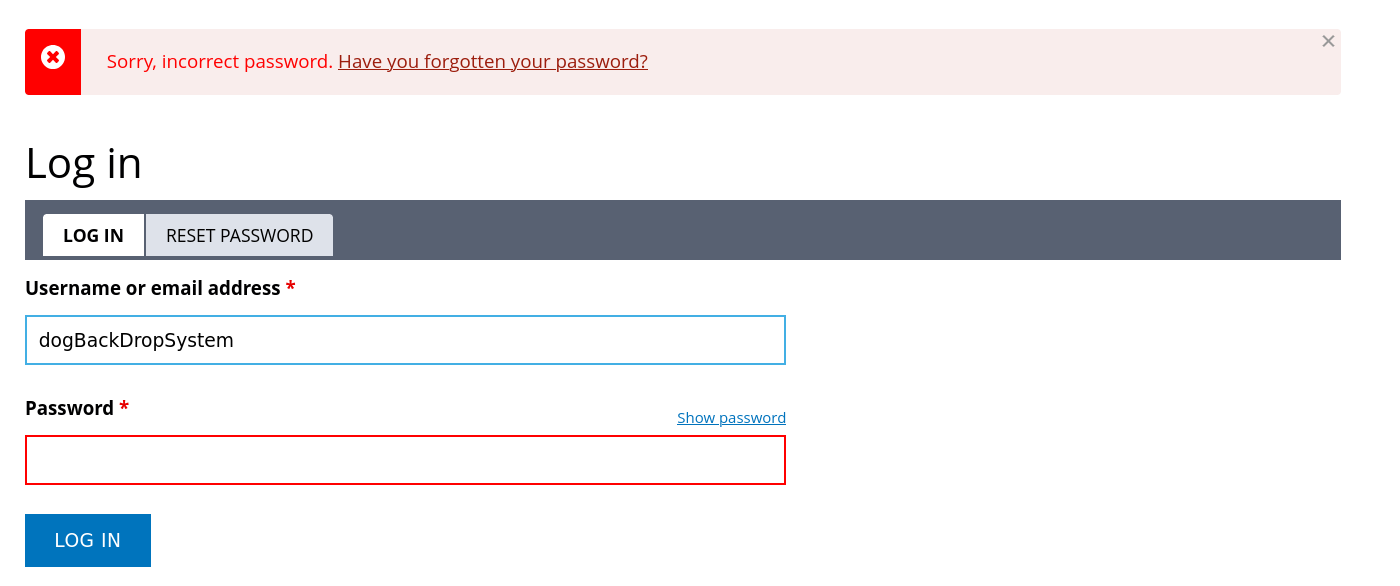 Sorry, incorrect password. Have you forgotten your password?
Log in
LOG IN RESET PASSWORD
Username or email address *
dogBackDropSystem
Password *
Show password
LOG IN